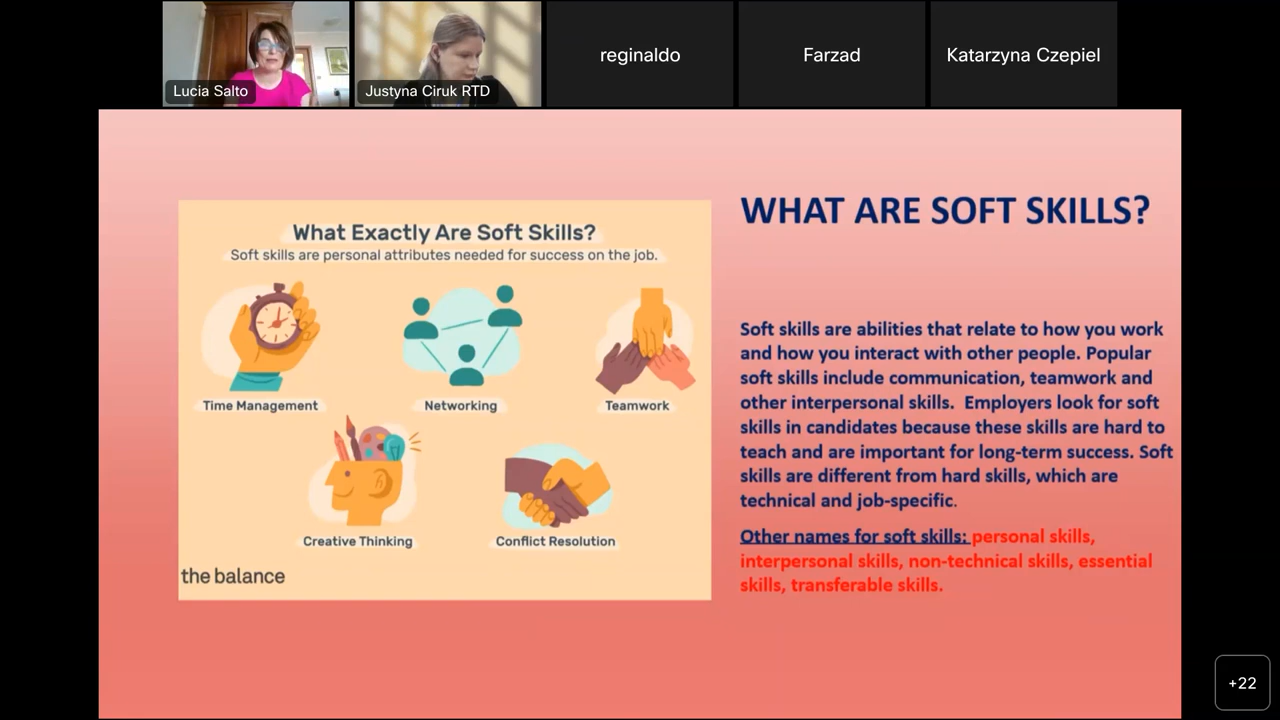 Lucia Salto
Justyna Ciruk RTD
reginaldo
Farzad
Katarzyna Czepiel
What Exactly Are Soft Skills?
Soft skills are personal attributes needed for success on the job.
Time Management
Networking
Teamwork
Creative Thinking
Conflict Resolution
the balance
WHAT ARE SOFT SKILLS?
Soft skills are abilities that relate to how you work
and how you interact with other people. Popular
soft skills include communication, teamwork and
other interpersonal skills.  Employers look for soft
skills in candidates because these skills are hard to
teach and are important for long-term success. Soft
skills are different from hard skills, which are
technical and job-specific.
Other names for soft skills: personal skills,
interpersonal skills, non-technical skills, essential
skills, transferable skills.
+22